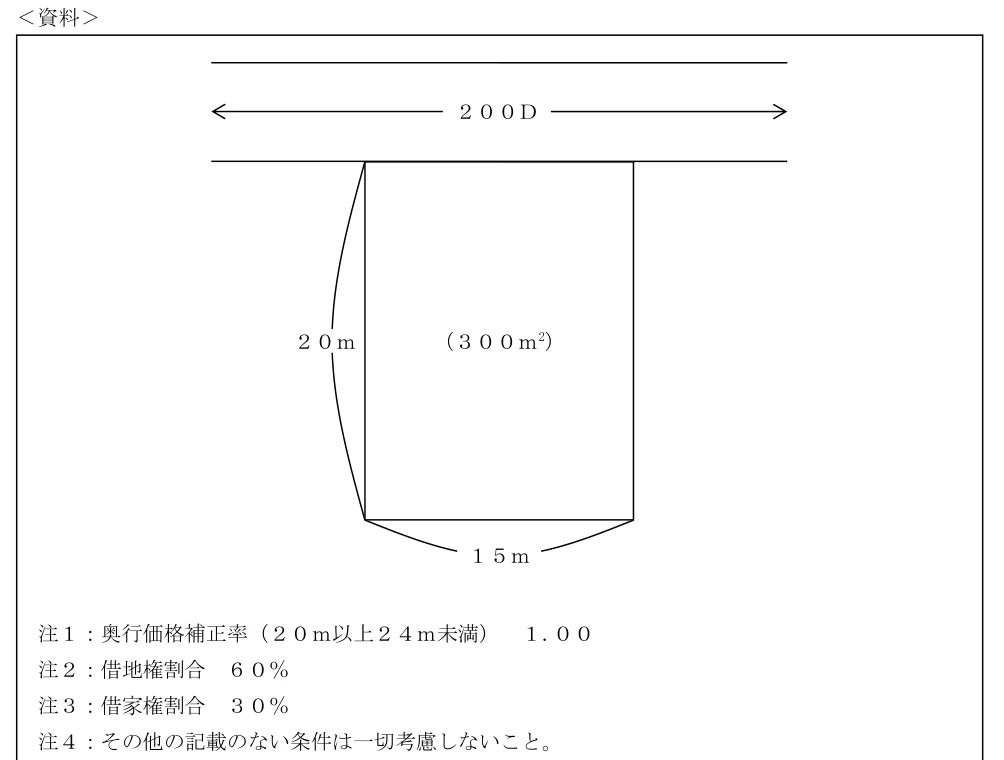 ＜資料＞
２００Ｄ
２０ｍ
（３００ｍ²）
１５ｍ
注１：奥行価格補正率（２０ｍ以上２４ｍ未満）　１.００
注２：借地権割合　６０％
注３：借家権割合　３０％
注４：その他の記載のない条件は一切考慮しないこと。